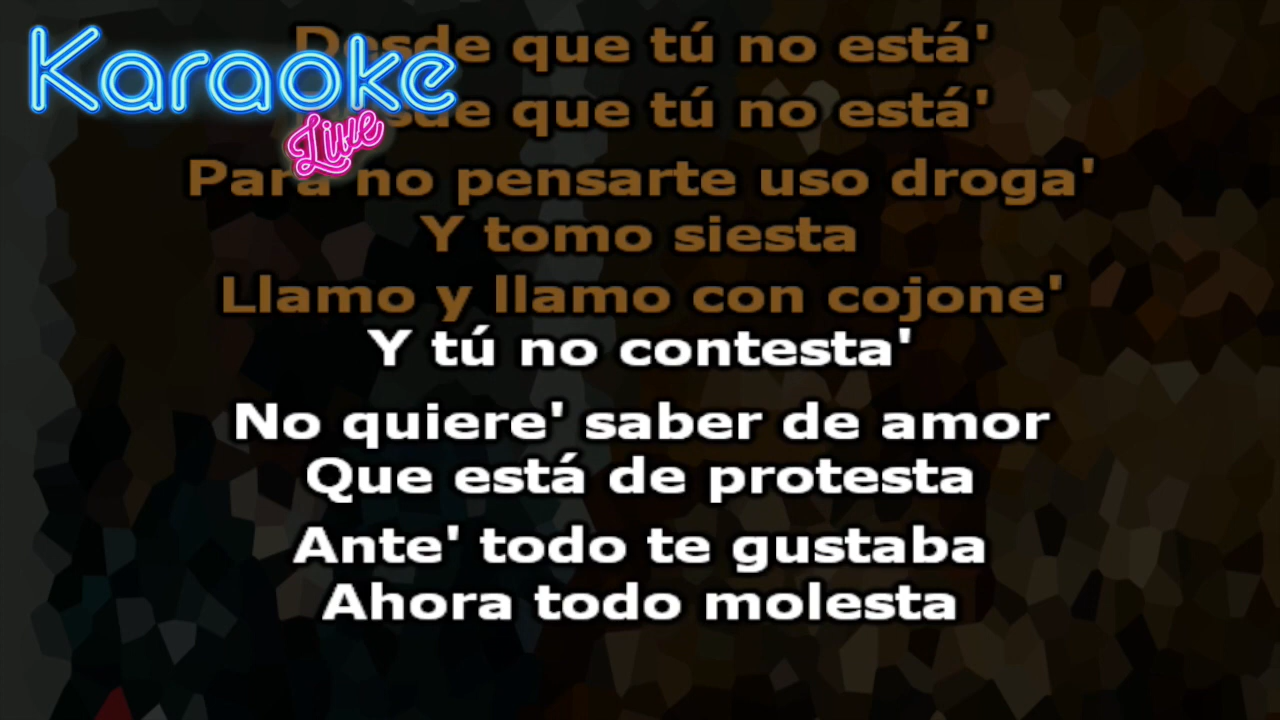 Karaoke
Live
Desde que tú no está'
Desde que tú no está'
Para no pensarte uso droga'
Y tomo siesta
Llamo y llamo con cojone'
Y tú no contesta'
No quiere' saber de amor
Que está de protesta
Ante' todo te gustaba
Ahora todo molesta